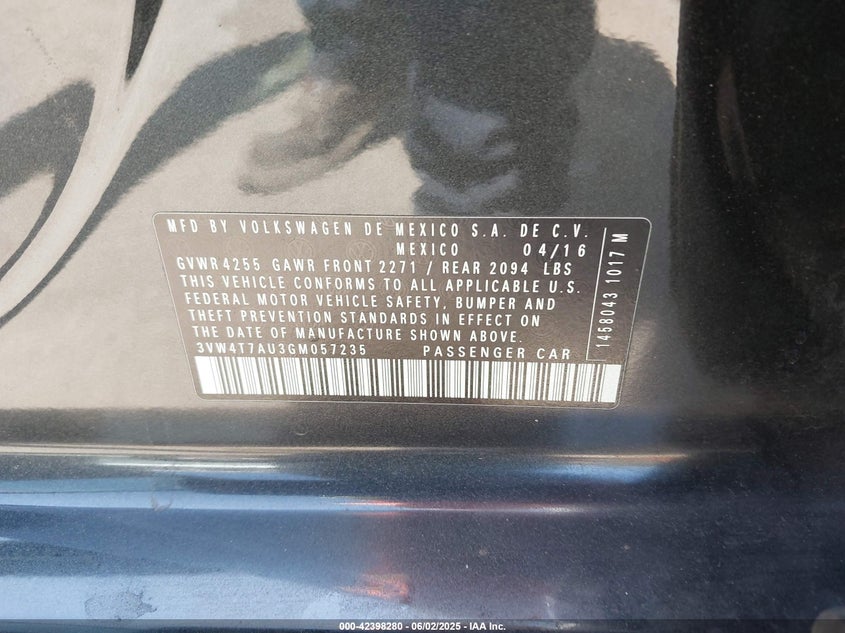 MFD BY VOLKSWAGEN DE MEXICO S.A. DE C.V.
MEXICO 04/16
GVWR 4255 GAWR FRONT 2271 / REAR 2094 LBS
THIS VEHICLE CONFORMS TO ALL APPLICABLE U.S.
FEDERAL MOTOR VEHICLE SAFETY, BUMPER AND
THEFT PREVENTION STANDARDS IN EFFECT ON
THE DATE OF MANUFACTURE SHOWN ABOVE.
3VW4T7AU3GM057235 PASSENGER CAR
1458043 1017 M
000-42398280 - 06/02/2025 - IAA Inc.